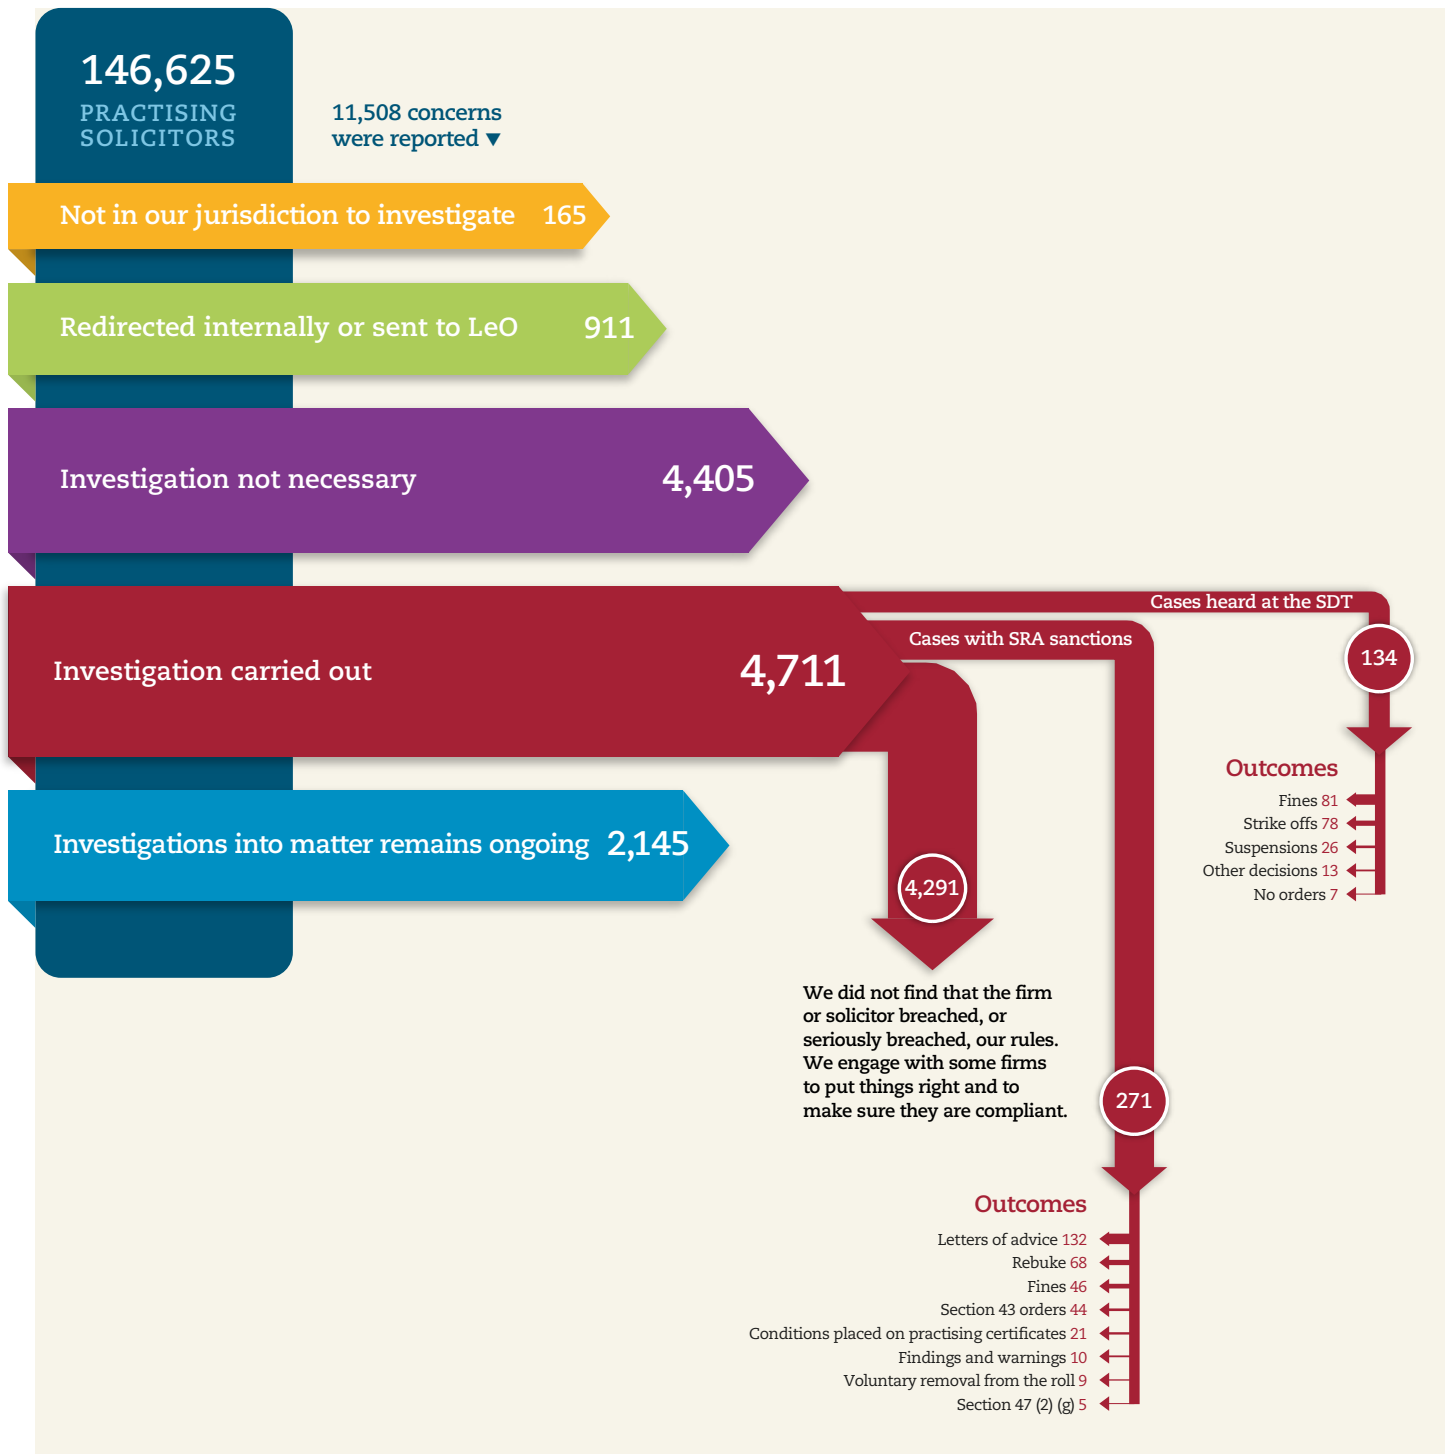 146,625
PRACTISING
SOLICITORS
11,508 concerns
were reported ▼
Not in our jurisdiction to investigate 165
Redirected internally or sent to LeO 911
Investigation not necessary 4,405
Investigation carried out 4,711
Investigations into matter remains ongoing 2,145
Cases heard at the SDT
134
Outcomes
Fines 81
Strike offs 78
Suspensions 26
Other decisions 13
No orders 7
Cases with SRA sanctions
4,291
We did not find that the firm
or solicitor breached, or
seriously breached, our rules.
We engage with some firms
to put things right and to
make sure they are compliant.
271
Outcomes
Letters of advice 132
Rebuke 68
Fines 46
Section 43 orders 44
Conditions placed on practising certificates 21
Findings and warnings 10
Voluntary removal from the roll 9
Section 47 (2) (g) 5